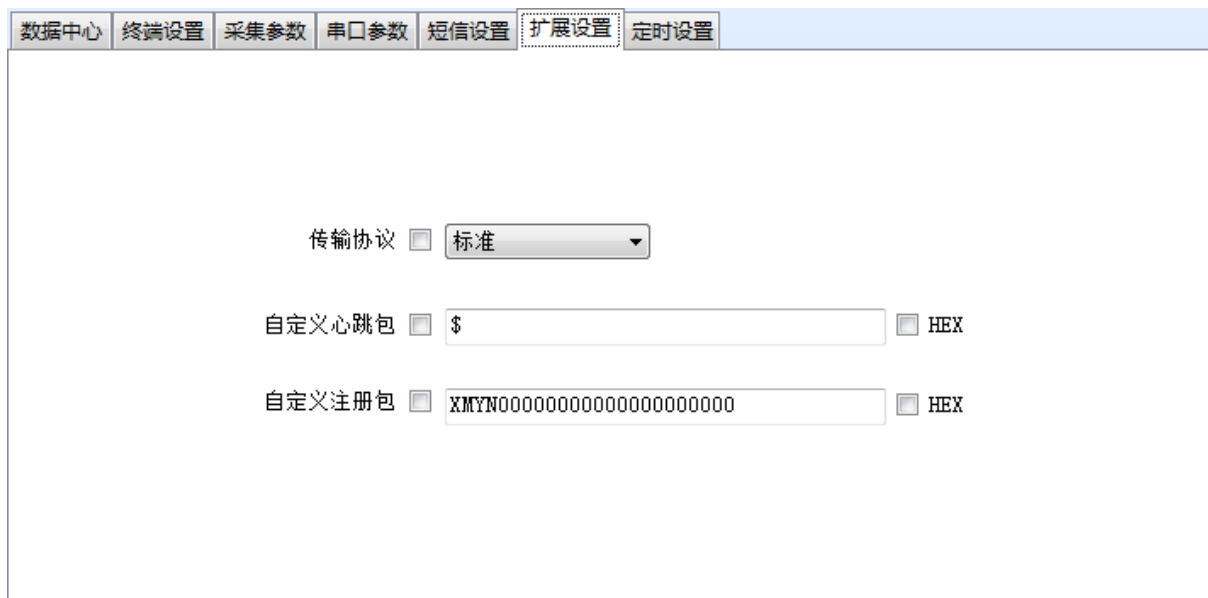 数据中心 终端设置 采集参数 串口参数 短信设置 扩展设置 定时设置
传输协议 标准
自定义心跳包 $ HEX
自定义注册包 XMYN000000000000000000000 HEX